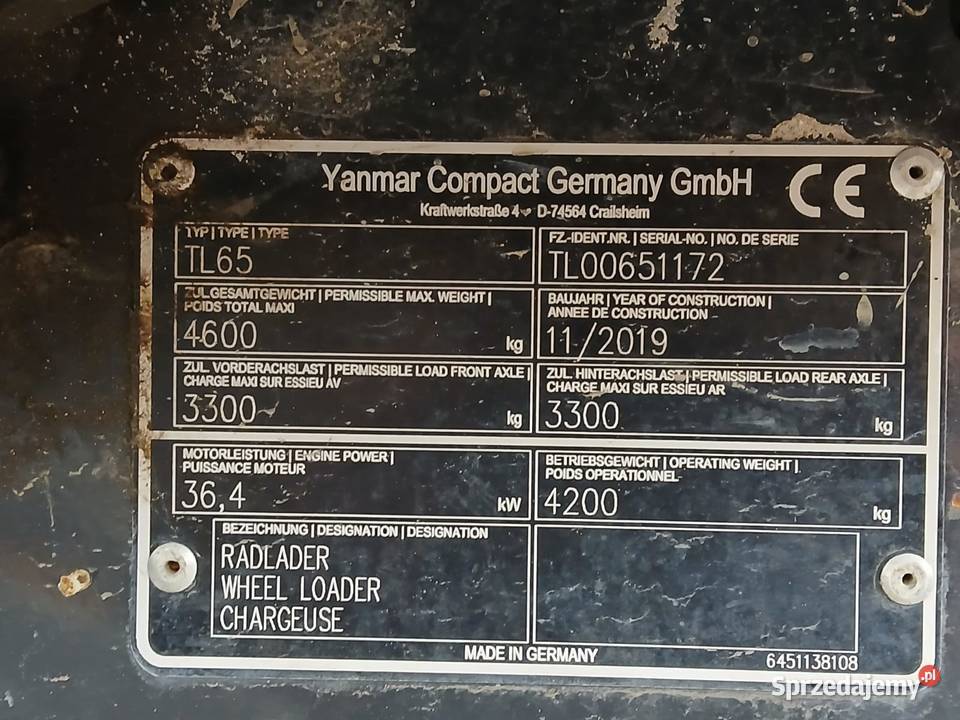 Yanmar Compact Germany GmbH
CE
Kraftwerkstraße 4 - D-74564 Crailsheim
TYP | TYPE | TYPE
TL65
FZ.-IDENT.NR. | SERIAL-NO. | NO. DE SERIE
TL00651172
ZUL.GESAMTGEWICHT | PERMISSIBLE MAX. WEIGHT |
POIDS TOTAL MAXI
4600 kg
BAUJAHR | YEAR OF CONSTRUCTION |
ANNEE DE CONSTRUCTION
11/2019
ZUL. VORDERACHSLAST | PERMISSIBLE LOAD FRONT AXLE |
CHARGE MAXI SUR ESSIEU AV
3300 kg
ZUL. HINTERACHSLAST | PERMISSIBLE LOAD REAR AXLE |
CHARGE MAXI SUR ESSIEU AR
3300 kg
MOTORLEISTUNG | ENGINE POWER |
PUISSANCE MOTEUR
36,4 kW
BETRIEBSGEWICHT | OPERATING WEIGHT |
POIDS OPERATIONNEL
4200 kg
BEZEICHNUNG | DESIGNATION | DESIGNATION
RADLADER
WHEEL LOADER
CHARGEUSE
MADE IN GERMANY
6451138108
Sprzedajemy.pl